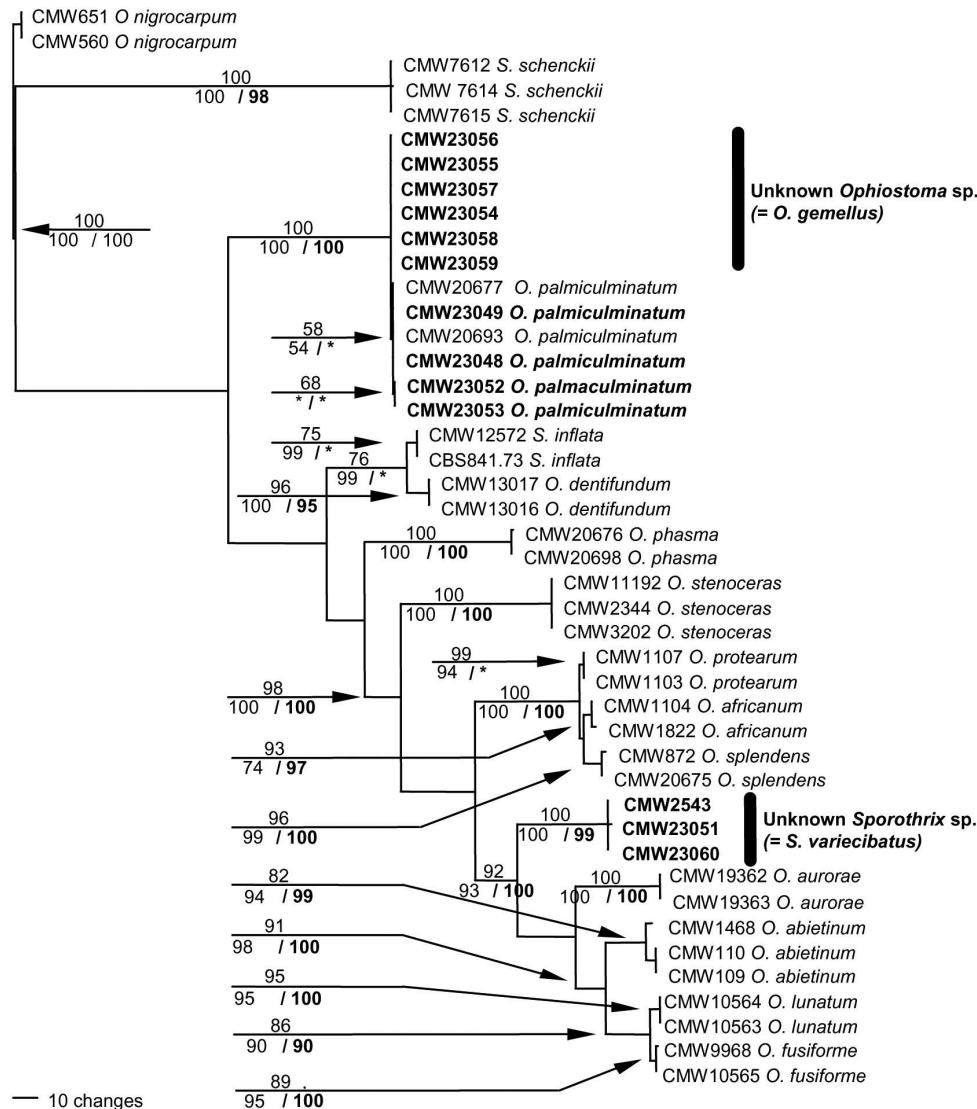 CMW651 O nigrocarpum
CMW560 O nigrocarpum
CMW7612 S. schenckii
100
100 / 98
CMW 7614 S. schenckii
CMW7615 S. schenckii
CMW23056
CMW23055
CMW23057
Unknown Ophiostoma sp.
(= O. gemellus)
CMW23054
100
100 / 100
100
100 / 100
CMW23058
CMW23059
CMW20677 O. palmiculminatum
CMW23049 O. palmiculminatum
58
54 / *
CMW20693 O. palmiculminatum
CMW23048 O. palmiculminatum
68
* / *
CMW23052 O. palmaculminatum
CMW23053 O. palmiculminatum
75
99 / *
CMW12572 S. inflata
76
99 / *
CBS841.73 S. inflata
96
100 / 95
CMW13017 O. dentifundum
CMW13016 O. dentifundum
100
100 / 100
CMW20676 O. phasma
CMW20698 O. phasma
CMW11192 O. stenoceras
100
100 / 100
CMW2344 O. stenoceras
CMW3202 O. stenoceras
99
94 / *
CMW1107 O. protearum
CMW1103 O. protearum
98
100 / 100
100
100 / 100
CMW1104 O. africanum
CMW1822 O. africanum
93
74 / 97
CMW872 O. splendens
CMW20675 O. splendens
96
99 / 100
100
100 / 99
CMW2543
CMW23051
CMW23060
Unknown Sporothrix sp.
(= S. variecibatus)
92
93 / 100
82
94 / 99
100
100 / 100
CMW19362 O. aurorae
CMW19363 O. aurorae
91
98 / 100
CMW1468 O. abietinum
CMW110 O. abietinum
CMW109 O. abietinum
95
95 / 100
CMW10564 O. lunatum
CMW10563 O. lunatum
86
90 / 90
CMW9968 O. fusiforme
CMW10565 O. fusiforme
89
95 / 100
10 changes